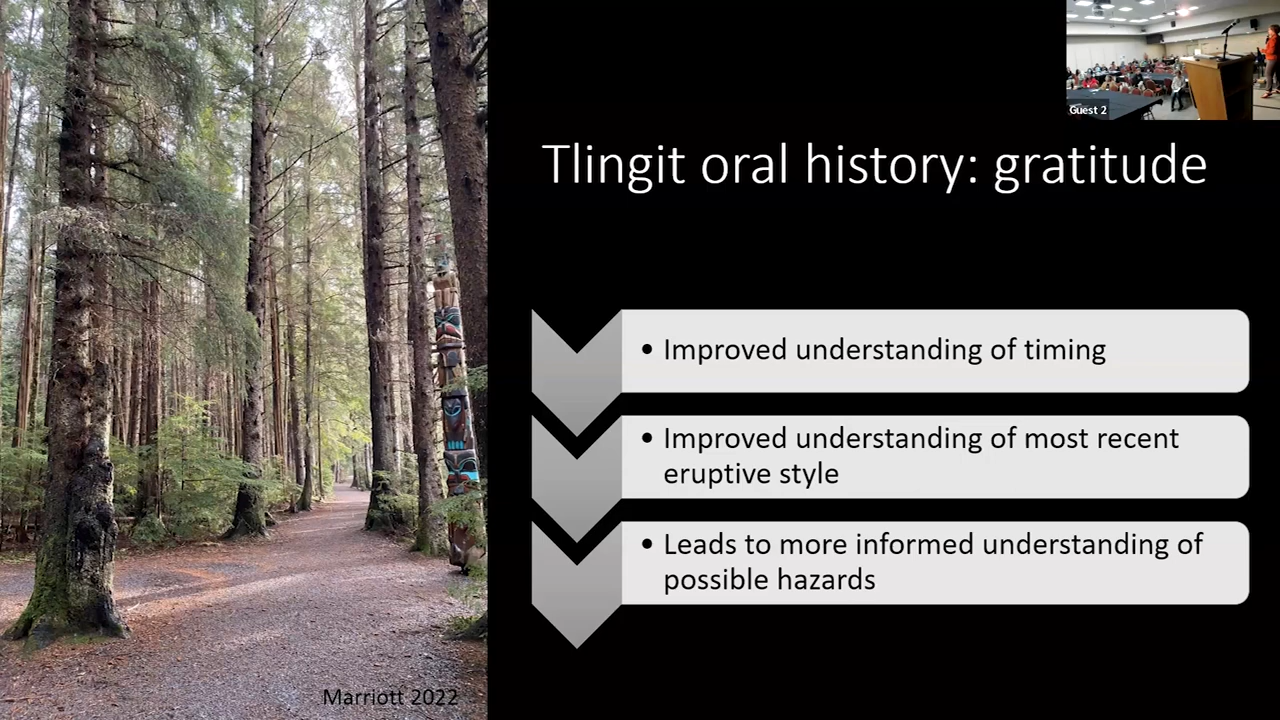 Guest 2
Tlingit oral history: gratitude
• Improved understanding of timing
• Improved understanding of most recent
eruptive style
• Leads to more informed understanding of
possible hazards
Marriott 2022